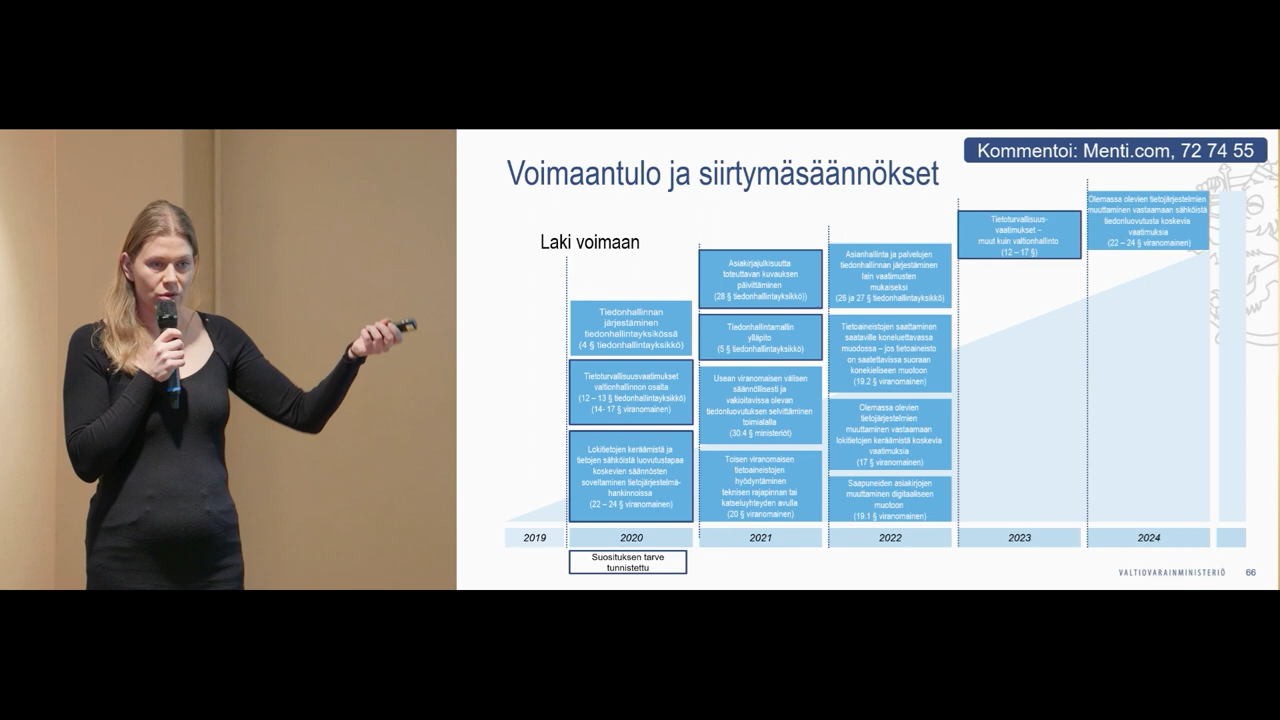 Kommentoi: Menti.com, 72 74 55
Voimaantulo ja siirtymäsäännökset
Laki voimaan
Tiedonhallinnan
järjestäminen
tiedonhallintayksikössä
(4 § tiedonhallintayksikkö)
Tietoturvallisuusvaatimukset
valtionhallinnon osalta
(12 – 13 § tiedonhallintayksikkö)
(14- 17 § viranomainen)
Lokitietojen keräämistä ja
tietojen sähköistä luovutustapaa
koskevien säännösten
soveltaminen tietojärjestelmä-
hankinnoissa
(22 – 24 § viranomainen)
Asiakirjajulkisuutta
toteuttavan kuvauksen
päivittäminen
(28 § tiedonhallintayksikkö))
Tiedonhallintamallin
ylläpito
(5 § tiedonhallintayksikkö)
Usean viranomaisen välisen
säännöllisesti ja
vakioitavissa olevan
tiedonluovutuksen selvittäminen
toimialalla
(30.4 § ministeriöt)
Toisen viranomaisen
tietoaineistojen
hyödyntäminen
teknisen rajapinnan tai
katseluyhteyden avulla
(20 § viranomainen)
Asianhallinta ja palvelujen
tiedonhallinnan järjestäminen
lain vaatimusten
mukaiseksi
(26 ja 27 § tiedonhallintayksikkö)
Tietoaineistojen saattaminen
saataville koneluettavassa
muodossa – jos tietoaineisto
on saatettavissa suoraan
konekieliseen muotoon
(19.2 § viranomainen)
Olemassa olevien
tietojärjestelmien
muuttaminen vastaamaan
lokitietojen keräämistä koskevia
vaatimuksia
(17 § viranomainen)
Saapuneiden asiakirjojen
muuttaminen digitaaliseen
muotoon
(19.1 § viranomainen)
Tietoturvallisuus-
vaatimukset –
muut kuin valtionhallinto
(12 – 17 §)
Olemassa olevien tietojärjestelmien
muuttaminen vastaamaan sähköistä
tiedonluovutusta koskevia
vaatimuksia
(22 – 24 § viranomainen)
2019
2020
2021
2022
2023
2024
Suosituksen tarve
tunnistettu
VALTIOVARAINMINISTERIÖ
66